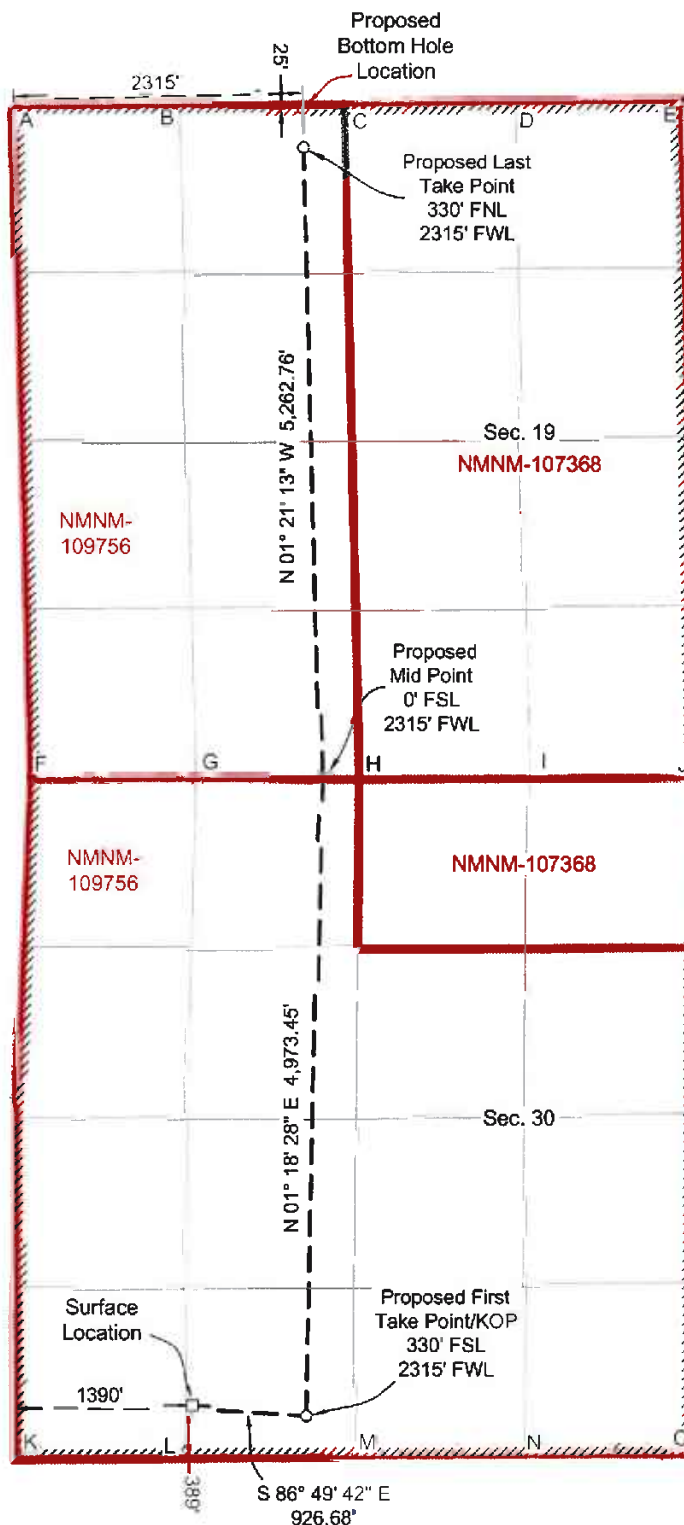 Proposed
Bottom Hole
Location
25'
2315'
A
B
C
D
E
Proposed Last
Take Point
330' FNL
2315' FWL
N 01° 21' 13" W 5,262.76'
Sec. 19
NMNM-107368
NMNM-
109756
Proposed
Mid Point
0' FSL
2315' FWL
F
G
H
I
NMNM-
109756
NMNM-107368
N 01° 18' 28" E 4,973.45'
Sec. 30
Surface
Location
Proposed First
Take Point/KOP
330' FSL
2315' FWL
1390'
K
L
M
N
O
389'
S 86° 49' 42" E
926.68'